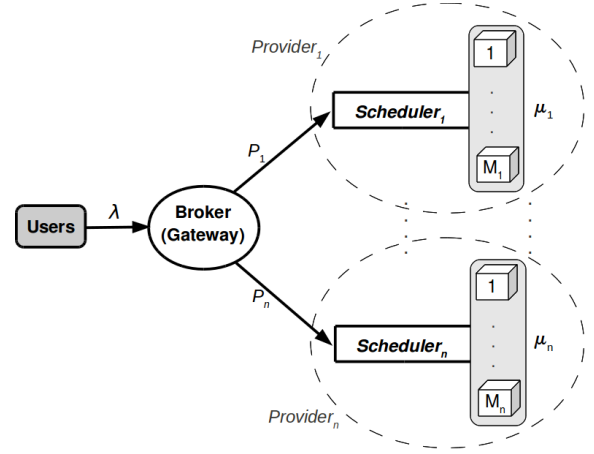 Provider₁
1
Scheduler₁
μ₁
M₁
P₁
λ
Users
Broker
(Gateway)
Pₙ
1
Schedulerₙ
μₙ
Mₙ
Providerₙ